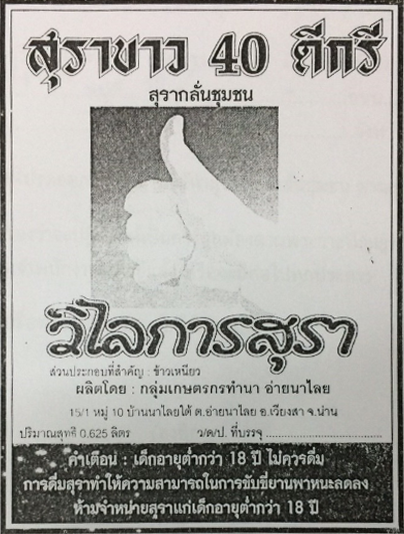 สุราขาว 40 ดีกรี
สุรากลั่นชุมชน
วิไลการสุรา
ส่วนประกอบที่สำคัญ : ข้าวเหนียว
ผลิตโดย : กลุ่มเกษตรกรทำนา อ่ายนาไลย
15/1 หมู่ 10 บ้านนาไลยใต้ ต.อ่ายนาไลย อ.เวียงสา จ.น่าน
ปริมาณสุทธิ 0.625 ลิตร ว/ด/ป. ที่บรรจุ ................................
คำเตือน : เด็กอายุต่ำกว่า 18 ปี ไม่ควรดื่ม
การดื่มสุราทำให้ความสามารถในการขับขี่ยานพาหนะลดลง
ห้ามจำหน่ายสุราแก่เด็กอายุต่ำกว่า 18 ปี